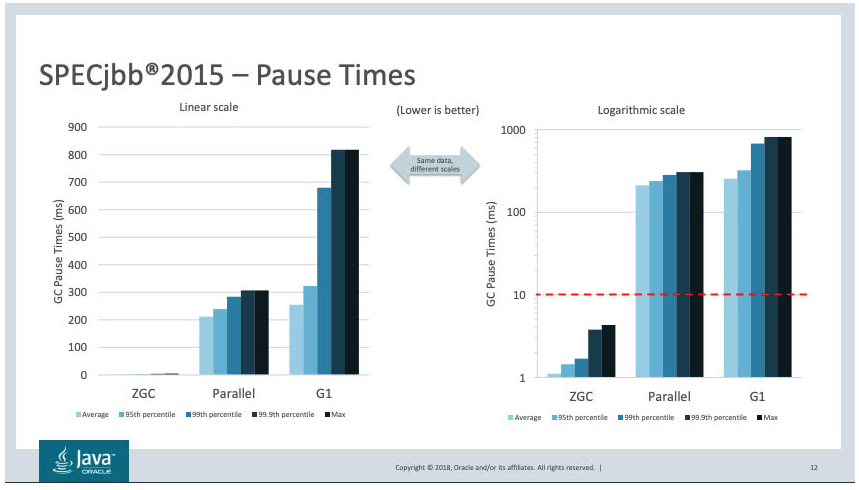 SPECjbb®2015 – Pause Times
Linear scale
(Lower is better)
Logarithmic scale
Same data,
different scales
GC Pause Times (ms)
900
800
700
600
500
400
300
200
100
0
ZGC Parallel G1
Average 95th percentile 99th percentile 99.9th percentile Max
GC Pause Times (ms)
1000
100
10
1
ZGC Parallel G1
Average 95th percentile 99th percentile 99.9th percentile Max
Java™
ORACLE
Copyright © 2018, Oracle and/or its affiliates. All rights reserved. |
12